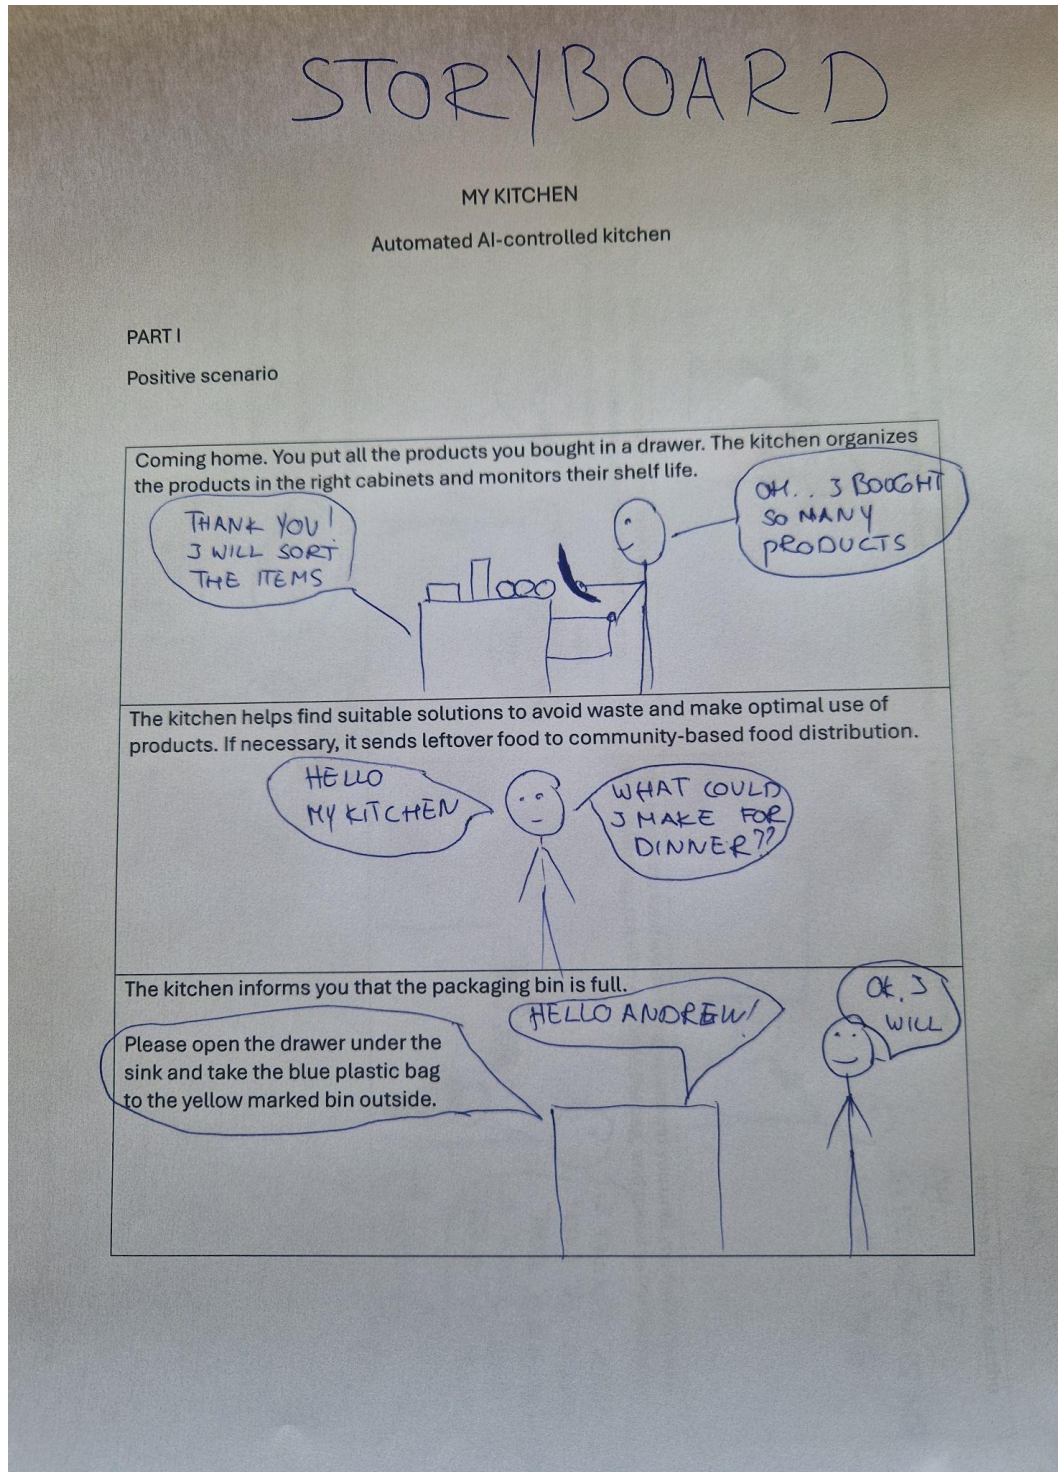 STORYBOARD
MY KITCHEN
Automated AI-controlled kitchen
PART I
Positive scenario
Coming home. You put all the products you bought in a drawer. The kitchen organizes
the products in the right cabinets and monitors their shelf life.
THANK YOU!
I WILL SORT
THE ITEMS
OH.. I BOUGHT
SO MANY
PRODUCTS
The kitchen helps find suitable solutions to avoid waste and make optimal use of
products. If necessary, it sends leftover food to community-based food distribution.
HELLO
MY KITCHEN
WHAT COULD
I MAKE FOR
DINNER??
The kitchen informs you that the packaging bin is full.
HELLO ANDREW!
Please open the drawer under the
sink and take the blue plastic bag
to the yellow marked bin outside.
OK, I
WILL